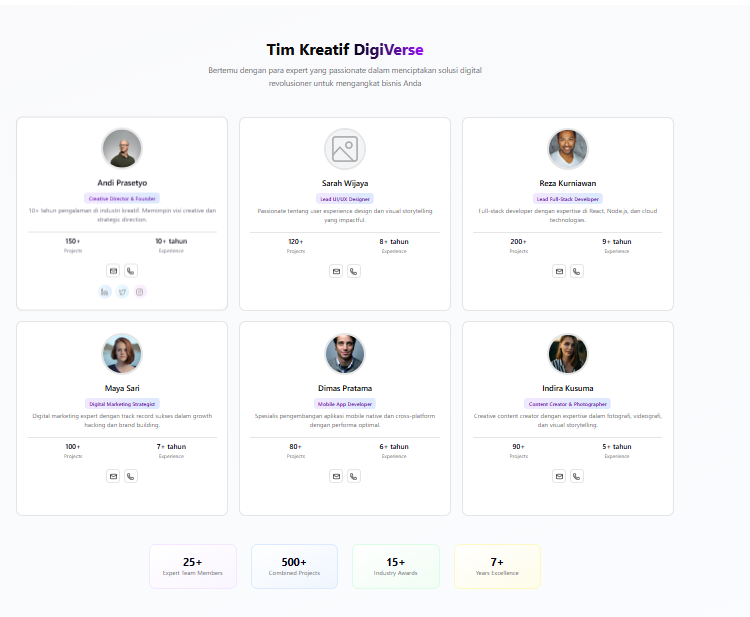 Tim Kreatif DigiVerse
Bertemu dengan para expert yang passionate dalam menciptakan solusi digital
revolusioner untuk mengangkat bisnis Anda
Andi Prasetyo
Creative Director & Founder
10+ tahun pengalaman di industri kreatif. Memimpin visi creative dan
strategic direction.
150+
Projects
10+ tahun
Experience
Sarah Wijaya
Lead UI/UX Designer
Passionate tentang user experience design dan visual storytelling
yang impactful.
120+
Projects
8+ tahun
Experience
Reza Kurniawan
Lead Full-Stack Developer
Full-stack developer dengan expertise di React, Node.js, dan cloud
technologies.
200+
Projects
9+ tahun
Experience
Maya Sari
Digital Marketing Strategist
Digital marketing expert dengan track record sukses dalam growth
hacking dan brand building.
100+
Projects
7+ tahun
Experience
Dimas Pratama
Mobile App Developer
Spesialis pengembangan aplikasi mobile native dan cross-platform
dengan performa optimal.
80+
Projects
6+ tahun
Experience
Indira Kusuma
Content Creator & Photographer
Creative content creator dengan expertise dalam fotografi, videografi,
dan visual storytelling.
90+
Projects
5+ tahun
Experience
25+
Expert Team Members
500+
Combined Projects
15+
Industry Awards
7+
Years Excellence